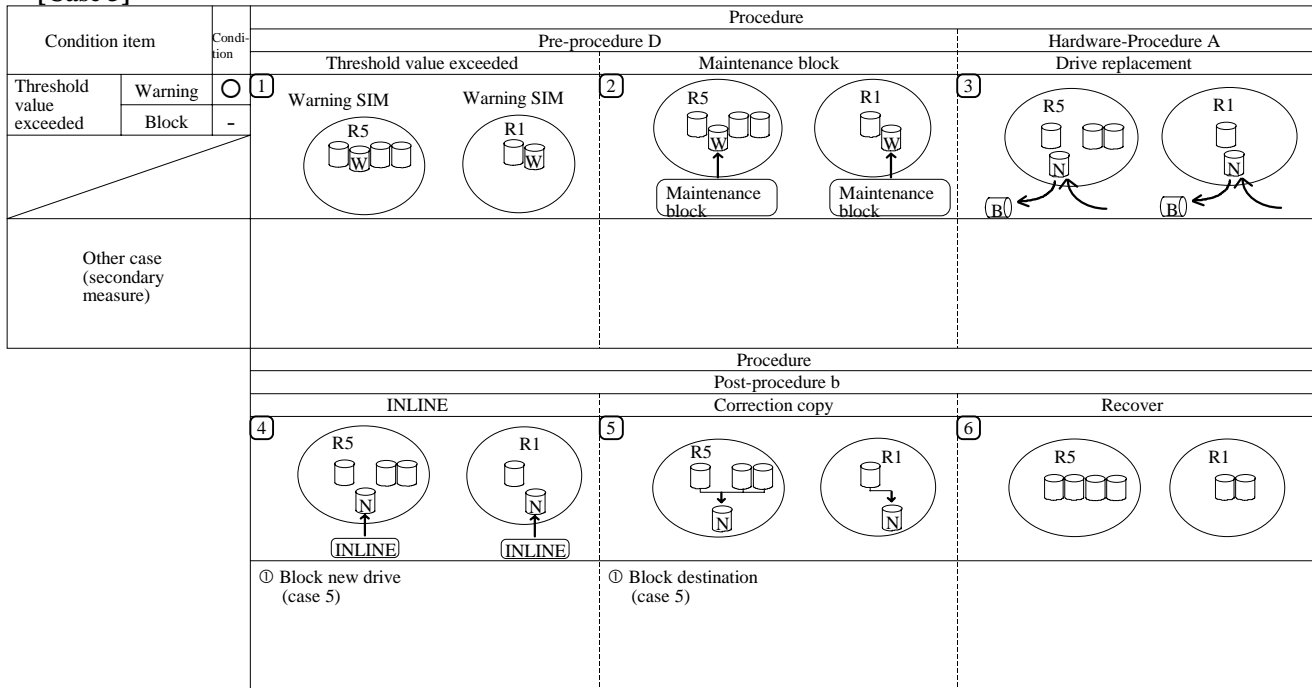 Procedure
Condition item
Condi-
tion
Pre-procedure D
Hardware-Procedure A
Threshold value exceeded
Maintenance block
Drive replacement
Threshold
value
exceeded
Warning
○
Block
-
1
Warning SIM
Warning SIM
R5
W
R1
W
2
R5
W
Maintenance
block
R1
W
Maintenance
block
3
R5
N
B
R1
N
B
Other case
(secondary
measure)
Procedure
Post-procedure b
INLINE
Correction copy
Recover
4
R5
N
INLINE
R1
N
INLINE
5
R5
N
R1
N
6
R5
R1
① Block new drive
(case 5)
① Block destination
(case 5)